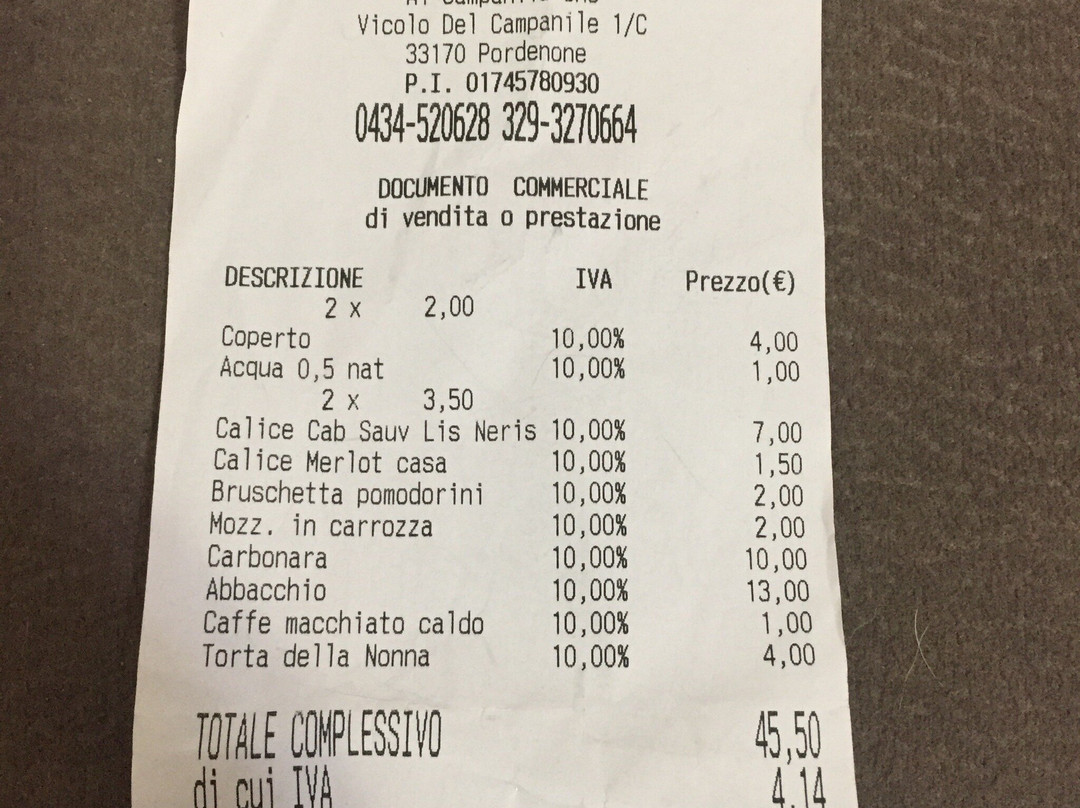 Vicolo Del Campanile 1/C
33170 Pordenone
P.I. 01745780930
0434-520628 329-3270664
DOCUMENTO COMMERCIALE
di vendita o prestazione
DESCRIZIONE IVA Prezzo(€)
2 x 2,00
Coperto 10,00% 4,00
Acqua 0,5 nat 10,00% 1,00
2 x 3,50
Calice Cab Sauv Lis Neris 10,00% 7,00
Calice Merlot casa 10,00% 1,50
Bruschetta pomodorini 10,00% 2,00
Mozz. in carrozza 10,00% 2,00
Carbonara 10,00% 10,00
Abbacchio 10,00% 13,00
Caffe macchiato caldo 10,00% 1,00
Torta della Nonna 10,00% 4,00
TOTALE COMPLESSIVO 45,50
di cui IVA 4,14